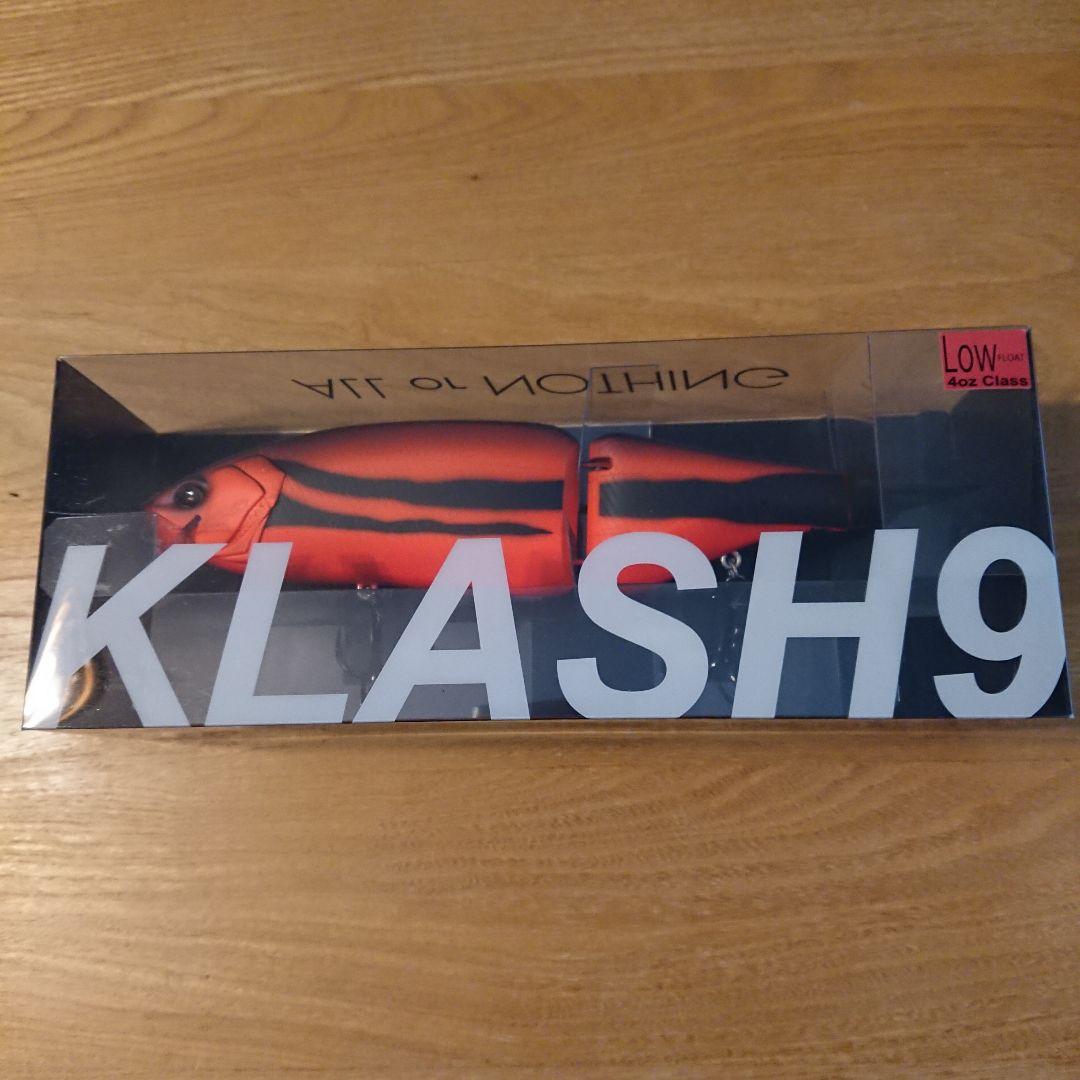 ALL or NOTHING
LOW FLOAT
4oz Class
KLASH9